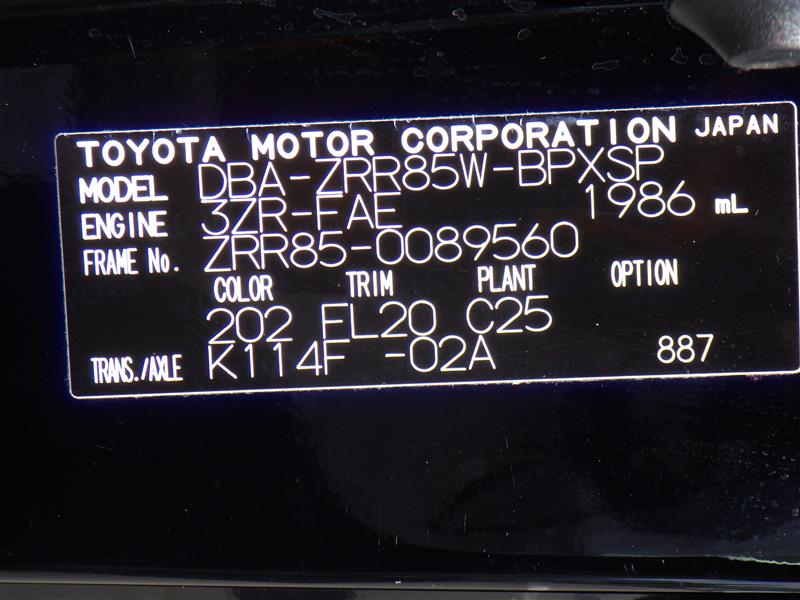 TOYOTA MOTOR CORPORATION JAPAN
MODEL DBA-ZRR85W-BPXSP
ENGINE 3ZR-FAE 1986 mL
FRAME No. ZRR85-0089560
COLOR TRIM PLANT OPTION
202 FL20 C25
TRANS./AXLE K114F -02A 887